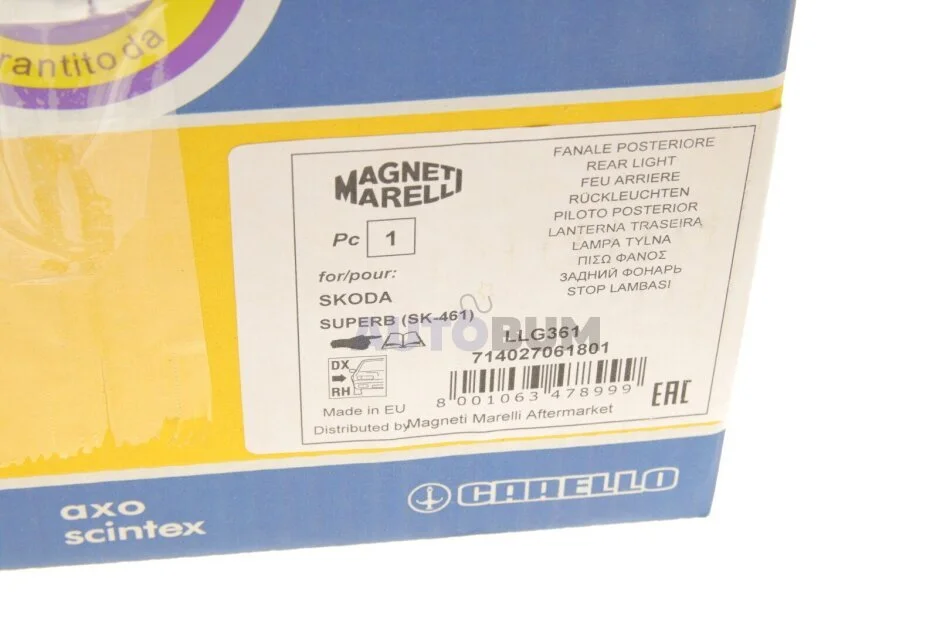 rantito da
MAGNETI
MARELLI
Pc 1
for/pour:
SKODA
SUPERB (SK-461)
DX
RH
Made in EU
Distributed by Magneti Marelli Aftermarket
FANALE POSTERIORE
REAR LIGHT
FEU ARRIERE
RÜCKLEUCHTEN
PILOTO POSTERIOR
LANTERNA TRASEIRA
LAMPA TYLNA
ΠΙΣΩ ΦΑΝΟΣ
ЗАДНИЙ ФОНАРЬ
STOP LAMBASI
AUTOBUM
LLG361
714027061801
8 001063 478999
EAC
axo
scintex
CARELLO